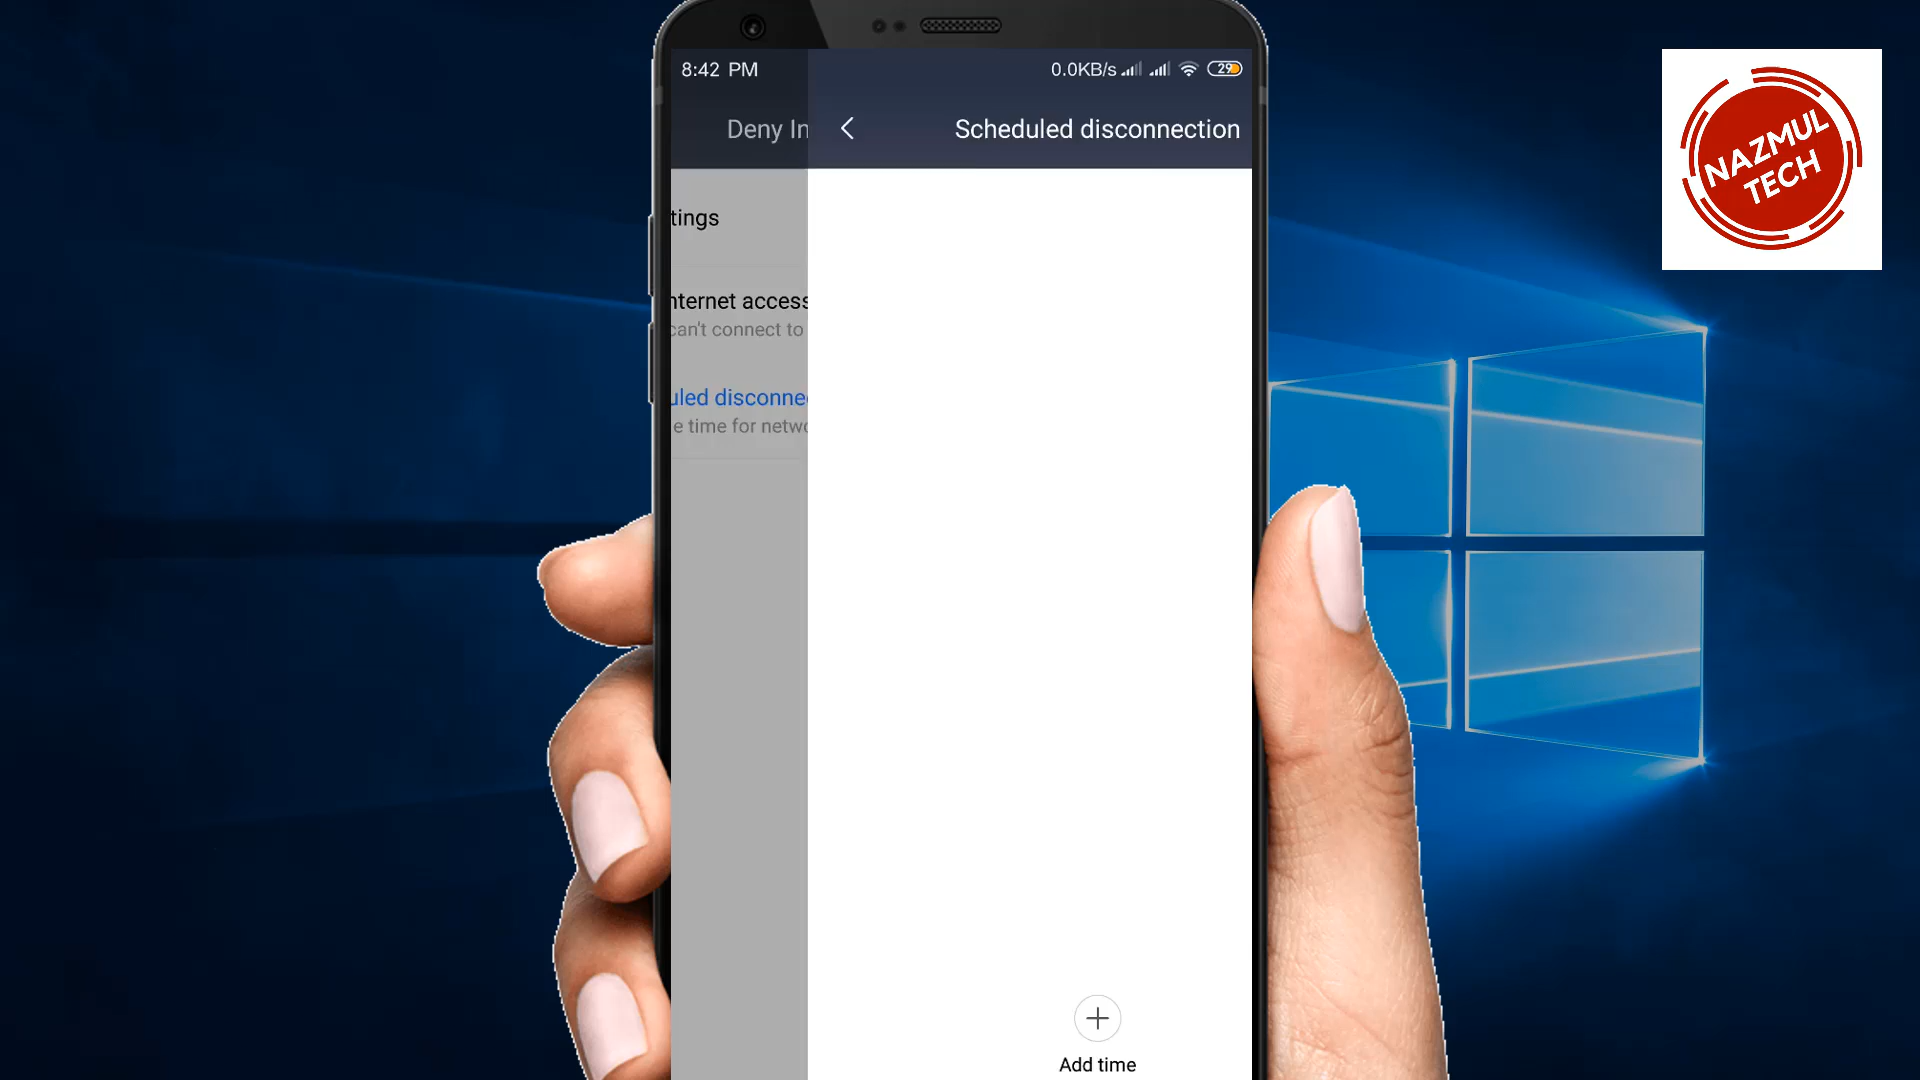 8:42 PM
0.0KB/s
29
Deny In
Scheduled disconnection
tings
nternet access
can't connect to
uled disconne
e time for netwo
Add time
NAZMUL
TECH